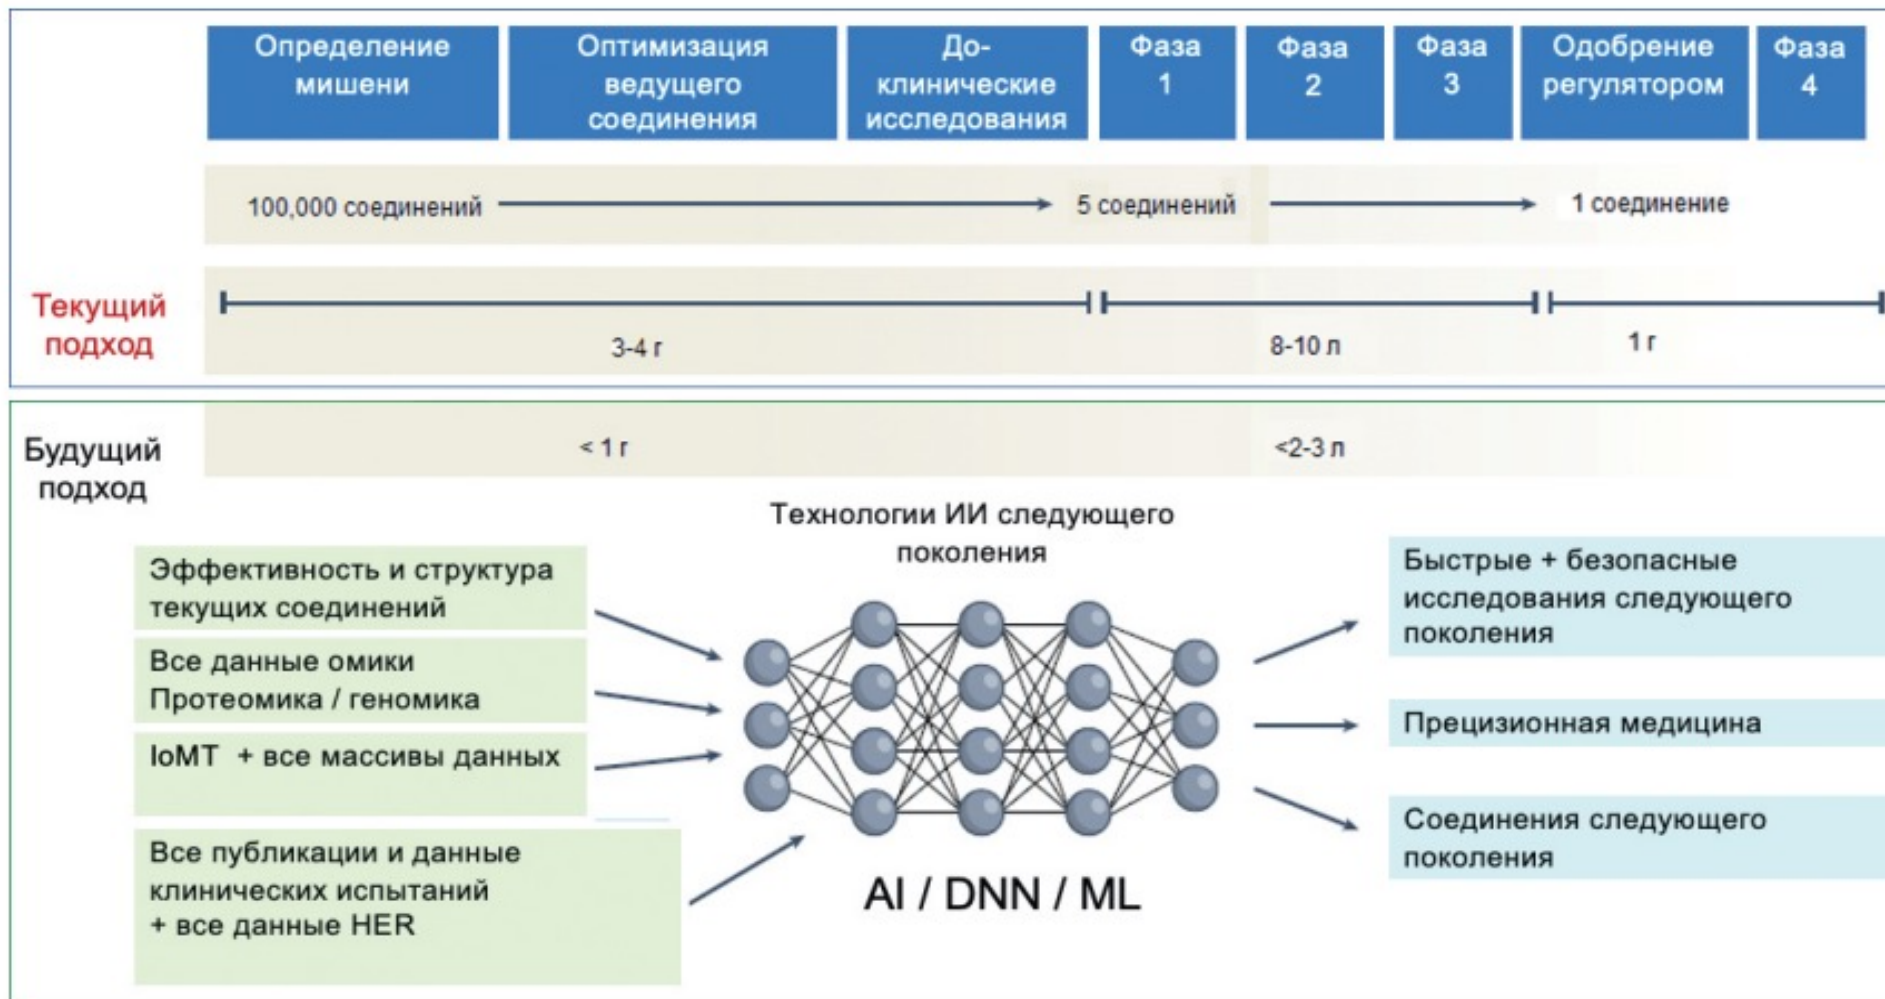 Определение
мишени
Оптимизация
ведущего
соединения
До-
клинические
исследования
Фаза
1
Фаза
2
Фаза
3
Одобрение
регулятором
Фаза
4
100,000 соединений
5 соединений
1 соединение
Текущий
подход
3-4 г
8-10 л
1 г
Будущий
подход
< 1 г
<2-3 л
Технологии ИИ следующего
поколения
Эффективность и структура
текущих соединений
Все данные омики
Протеомика / геномика
IoMT + все массивы данных
Все публикации и данные
клинических испытаний
+ все данные HER
AI / DNN / ML
Быстрые + безопасные
исследования следующего
поколения
Прецизионная медицина
Соединения следующего
поколения